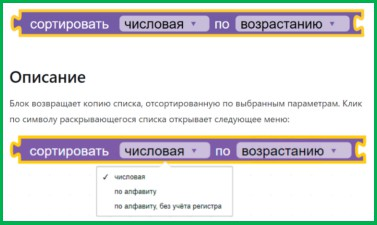 сортировать числовая ▾ по возрастанию ▾
Описание
Блок возвращает копию списка, отсортированную по выбранным параметрам. Клик
по символу раскрывающегося списка открывает следующее меню:
сортировать числовая ▾ по возрастанию ▾
✓ числовая
по алфавиту
по алфавиту, без учёта регистра